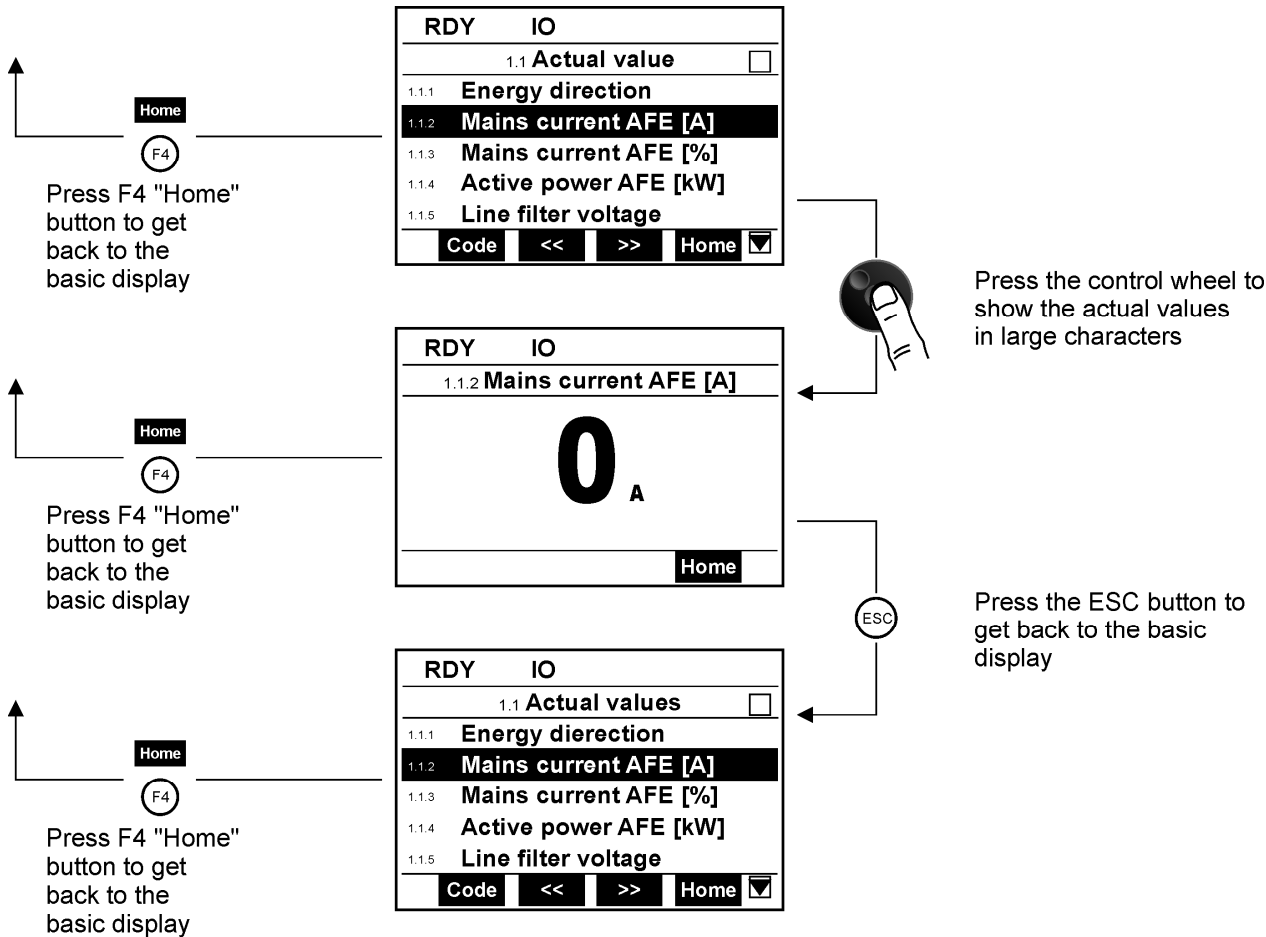 RDY IO
1.1 Actual value
1.1.1 Energy direction
1.1.2 Mains current AFE [A]
1.1.3 Mains current AFE [%]
1.1.4 Active power AFE [kW]
1.1.5 Line filter voltage
Code << >> Home
Home
F4
Press F4 "Home"
button to get
back to the
basic display
Press the control wheel to
show the actual values
in large characters
RDY IO
1.1.2 Mains current AFE [A]
0 A
Home
Home
F4
Press F4 "Home"
button to get
back to the
basic display
ESC
Press the ESC button to
get back to the basic
display
RDY IO
1.1 Actual values
1.1.1 Energy dierection
1.1.2 Mains current AFE [A]
1.1.3 Mains current AFE [%]
1.1.4 Active power AFE [kW]
1.1.5 Line filter voltage
Code << >> Home
Home
F4
Press F4 "Home"
button to get
back to the
basic display